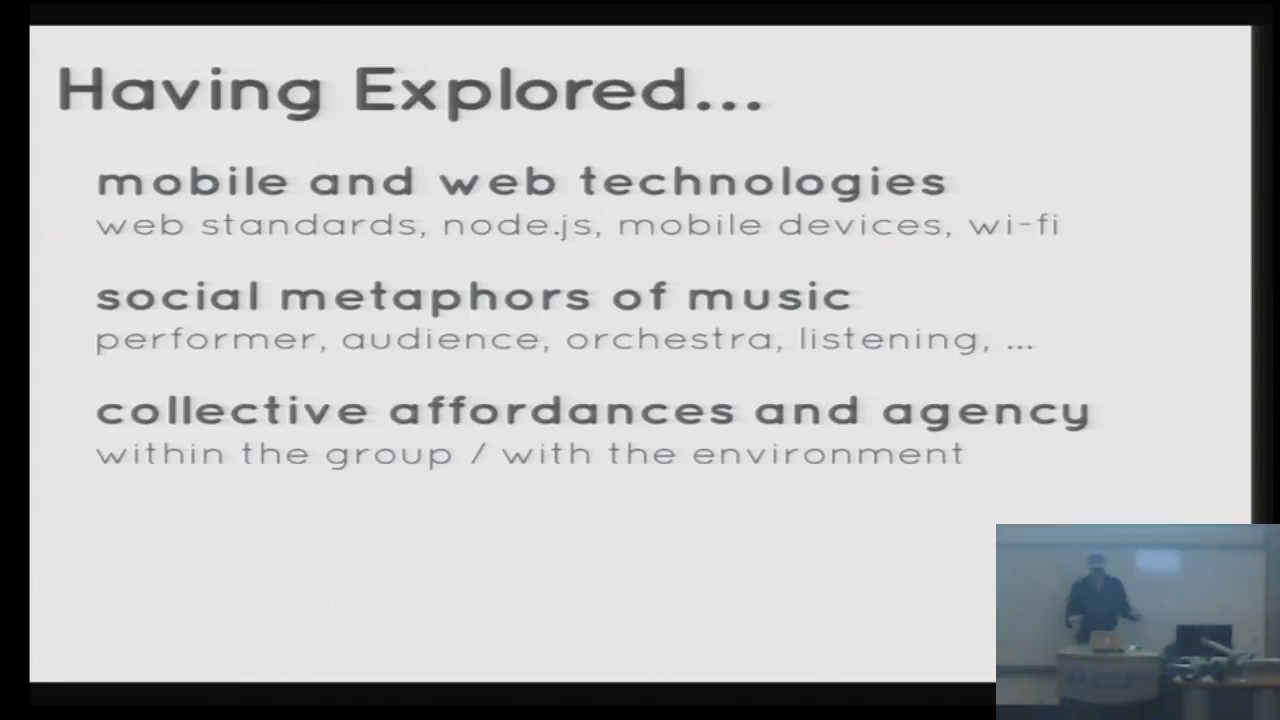 Having Explored...
mobile and web technologies
web standards, node.js, mobile devices, wi-fi
social metaphors of music
performer, audience, orchestra, listening, ...
collective affordances and agency
within the group / with the environment